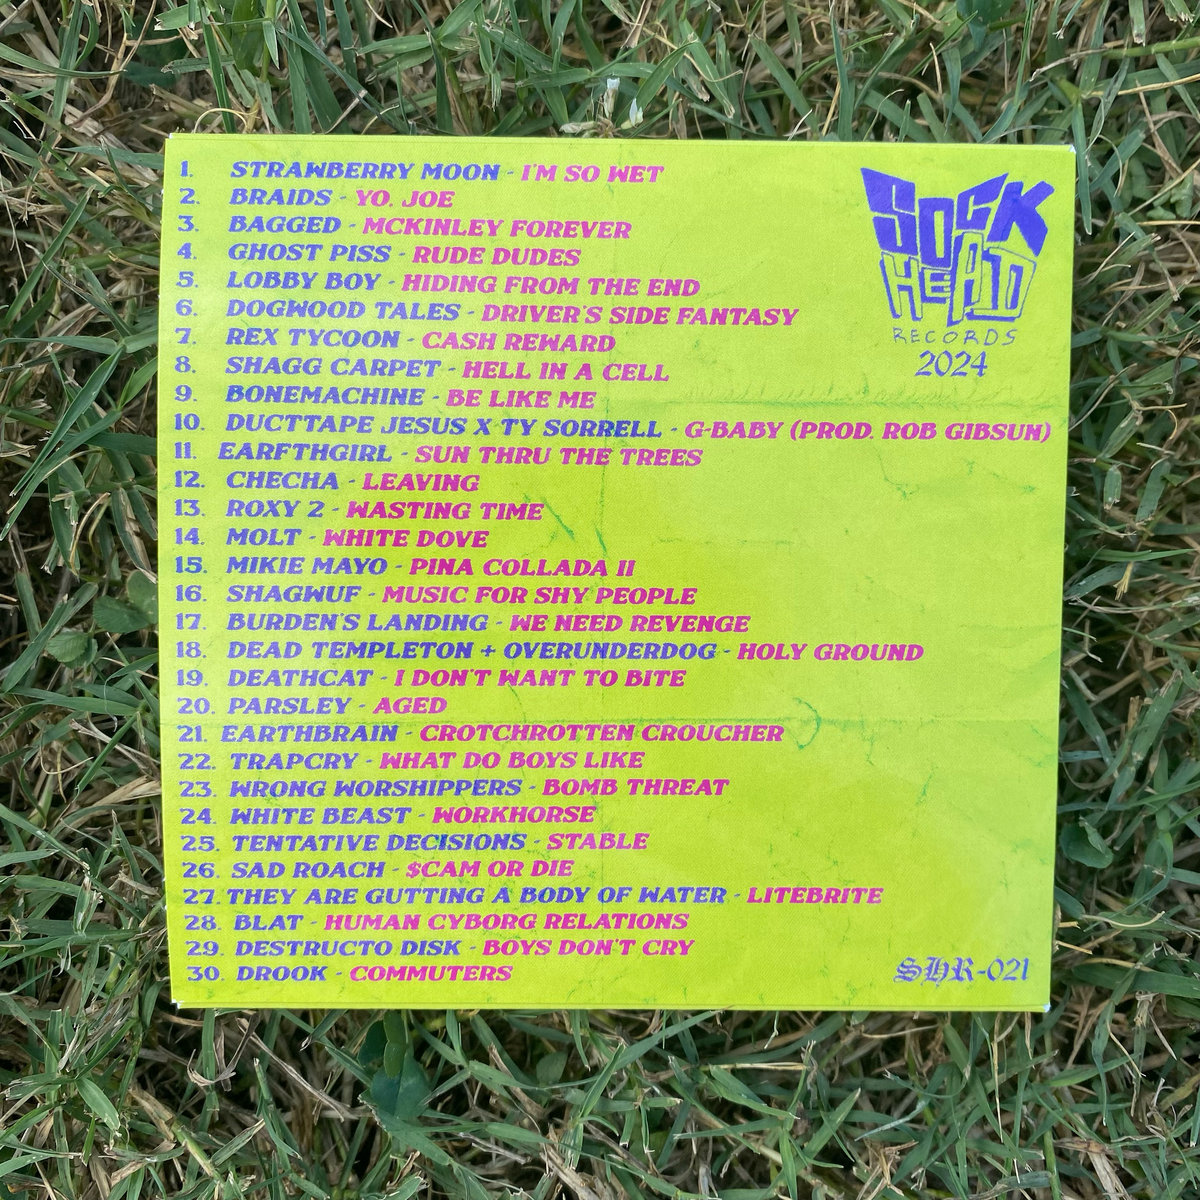 1. STRAWBERRY MOON - I'M SO WET
2. BRAIDS - YO, JOE
3. BAGGED - MCKINLEY FOREVER
4. GHOST PISS - RUDE DUDES
5. LOBBY BOY - HIDING FROM THE END
6. DOGWOOD TALES - DRIVER'S SIDE FANTASY
7. REX TYCOON - CASH REWARD
8. SHAGG CARPET - HELL IN A CELL
9. BONEMACHINE - BE LIKE ME
10. DUCTTAPE JESUS X TY SORRELL - G-BABY (PROD. ROB GIBSUN)
11. EARFTHGIRL - SUN THRU THE TREES
12. CHECHA - LEAVING
13. ROXY 2 - WASTING TIME
14. MOLT - WHITE DOVE
15. MIKIE MAYO - PINA COLLADA II
16. SHAGWUF - MUSIC FOR SHY PEOPLE
17. BURDEN'S LANDING - WE NEED REVENGE
18. DEAD TEMPLETON + OVERUNDERDOG - HOLY GROUND
19. DEATHCAT - I DON'T WANT TO BITE
20. PARSLEY - AGED
21. EARTHBRAIN - CROTCHROTTEN CROUCHER
22. TRAPCRY - WHAT DO BOYS LIKE
23. WRONG WORSHIPPERS - BOMB THREAT
24. WHITE BEAST - WORKHORSE
25. TENTATIVE DECISIONS - STABLE
26. SAD ROACH - $CAM OR DIE
27. THEY ARE GUTTING A BODY OF WATER - LITEBRITE
28. BLAT - HUMAN CYBORG RELATIONS
29. DESTRUCTO DISK - BOYS DON'T CRY
30. DROOK - COMMUTERS
SOCK
HEAD
RECORDS
2024
SHR-021